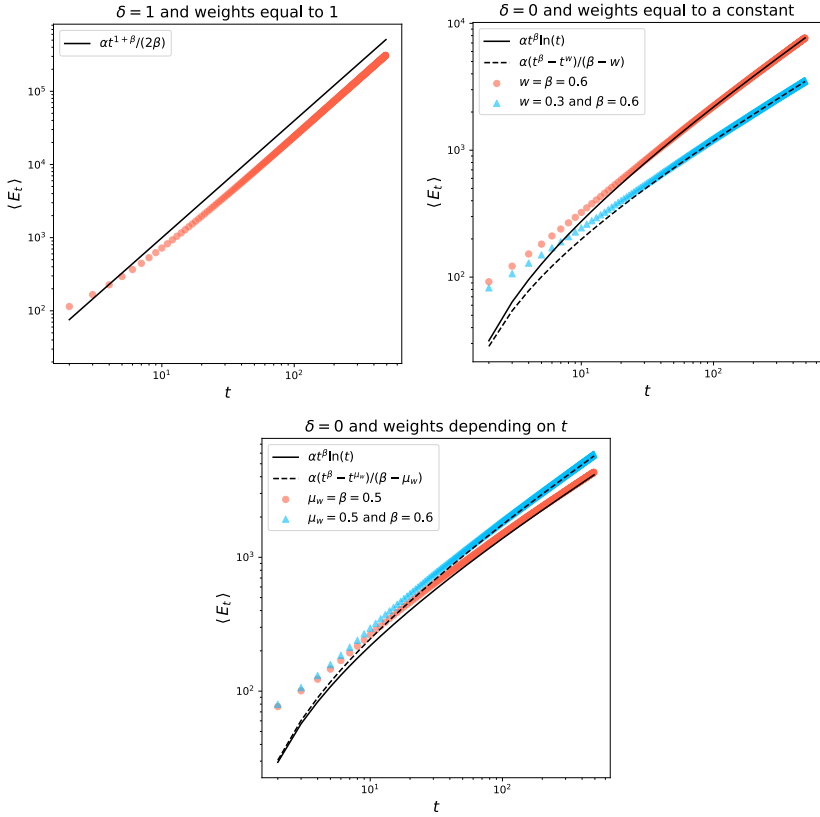 δ = 1 and weights equal to 1
αt^{1+β}/(2β)
10^5
10^4
10^3
10^2
⟨E_t⟩
10^1
10^2
t
δ = 0 and weights equal to a constant
αt^β ln(t)
α(t^β − t^w)/(β − w)
w = β = 0.6
w = 0.3 and β = 0.6
10^4
10^3
10^2
⟨E_t⟩
10^1
10^2
t
δ = 0 and weights depending on t
αt^β ln(t)
α(t^β − t^{μ_w})/(β − μ_w)
μ_w = β = 0.5
μ_w = 0.5 and β = 0.6
10^3
10^2
⟨E_t⟩
10^1
10^2
t